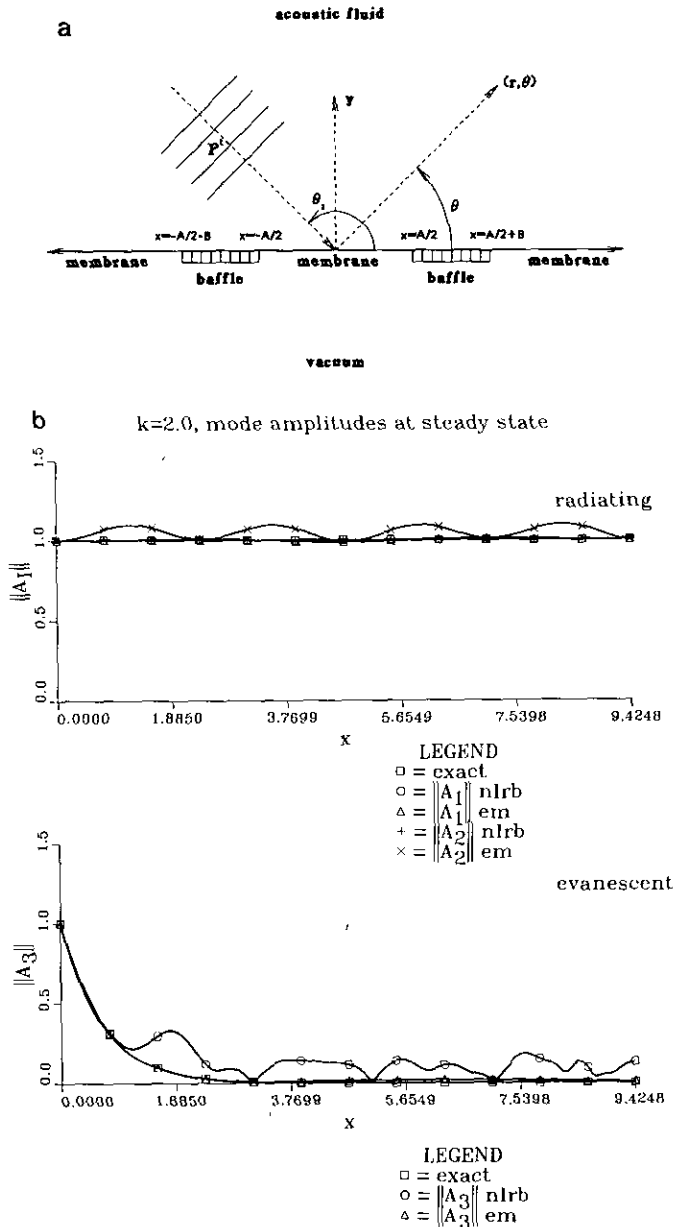 a
acoustic fluid
y
(r,θ)
Pⁱ
θ
x=-A/2-B x=-A/2 x=A/2 x=A/2+B
membrane membrane membrane
baffle baffle
vacuum
b
k=2.0, mode amplitudes at steady state
radiating
||A₁||
1.5
1.0
0.5
0.0
0.0000 1.8850 3.7699 5.6549 7.5398 9.4248
x
LEGEND
□ = exact
○ = ||A₁|| nlrb
△ = ||A₁|| em
+ = ||A₂|| nlrb
× = ||A₂|| em
evanescent
||A₃||
1.5
1.0
0.5
0.0
0.0000 1.8850 3.7699 5.6549 7.5398 9.4248
x
LEGEND
□ = exact
○ = ||A₃|| nlrb
△ = ||A₃|| em